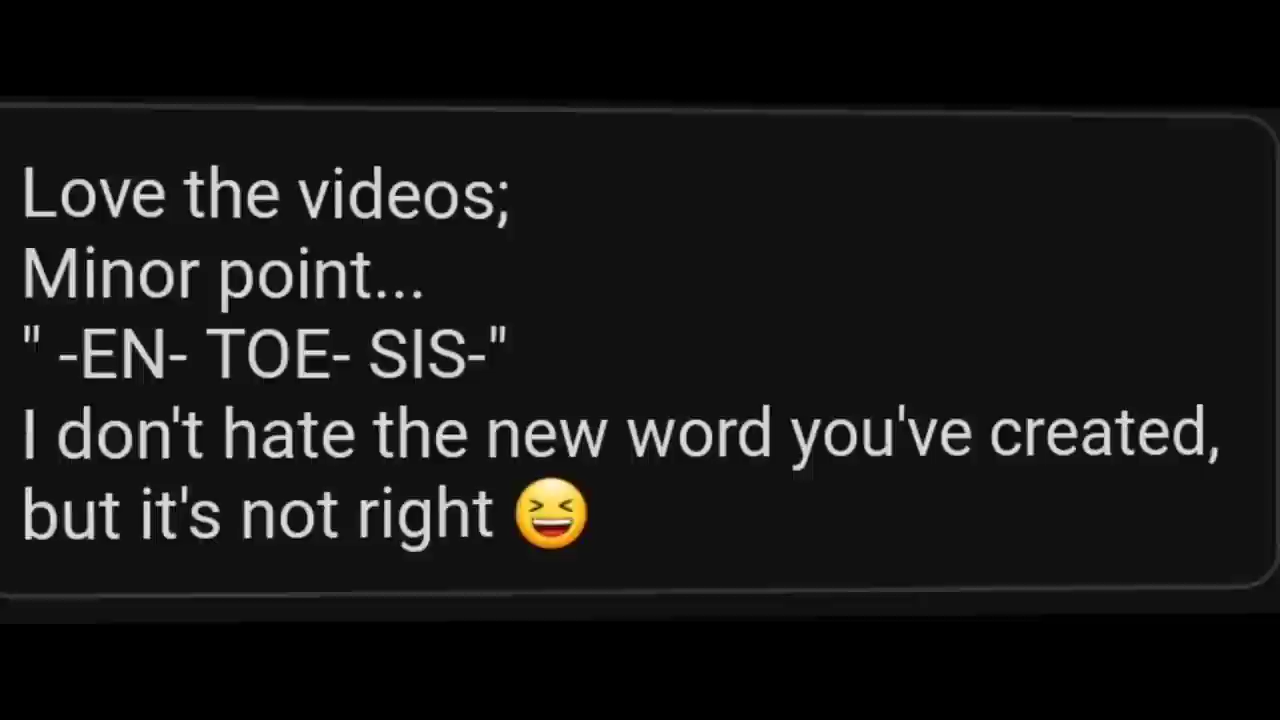 Love the videos;
Minor point...
" -EN- TOE- SIS-"
I don't hate the new word you've created,
but it's not right 😆